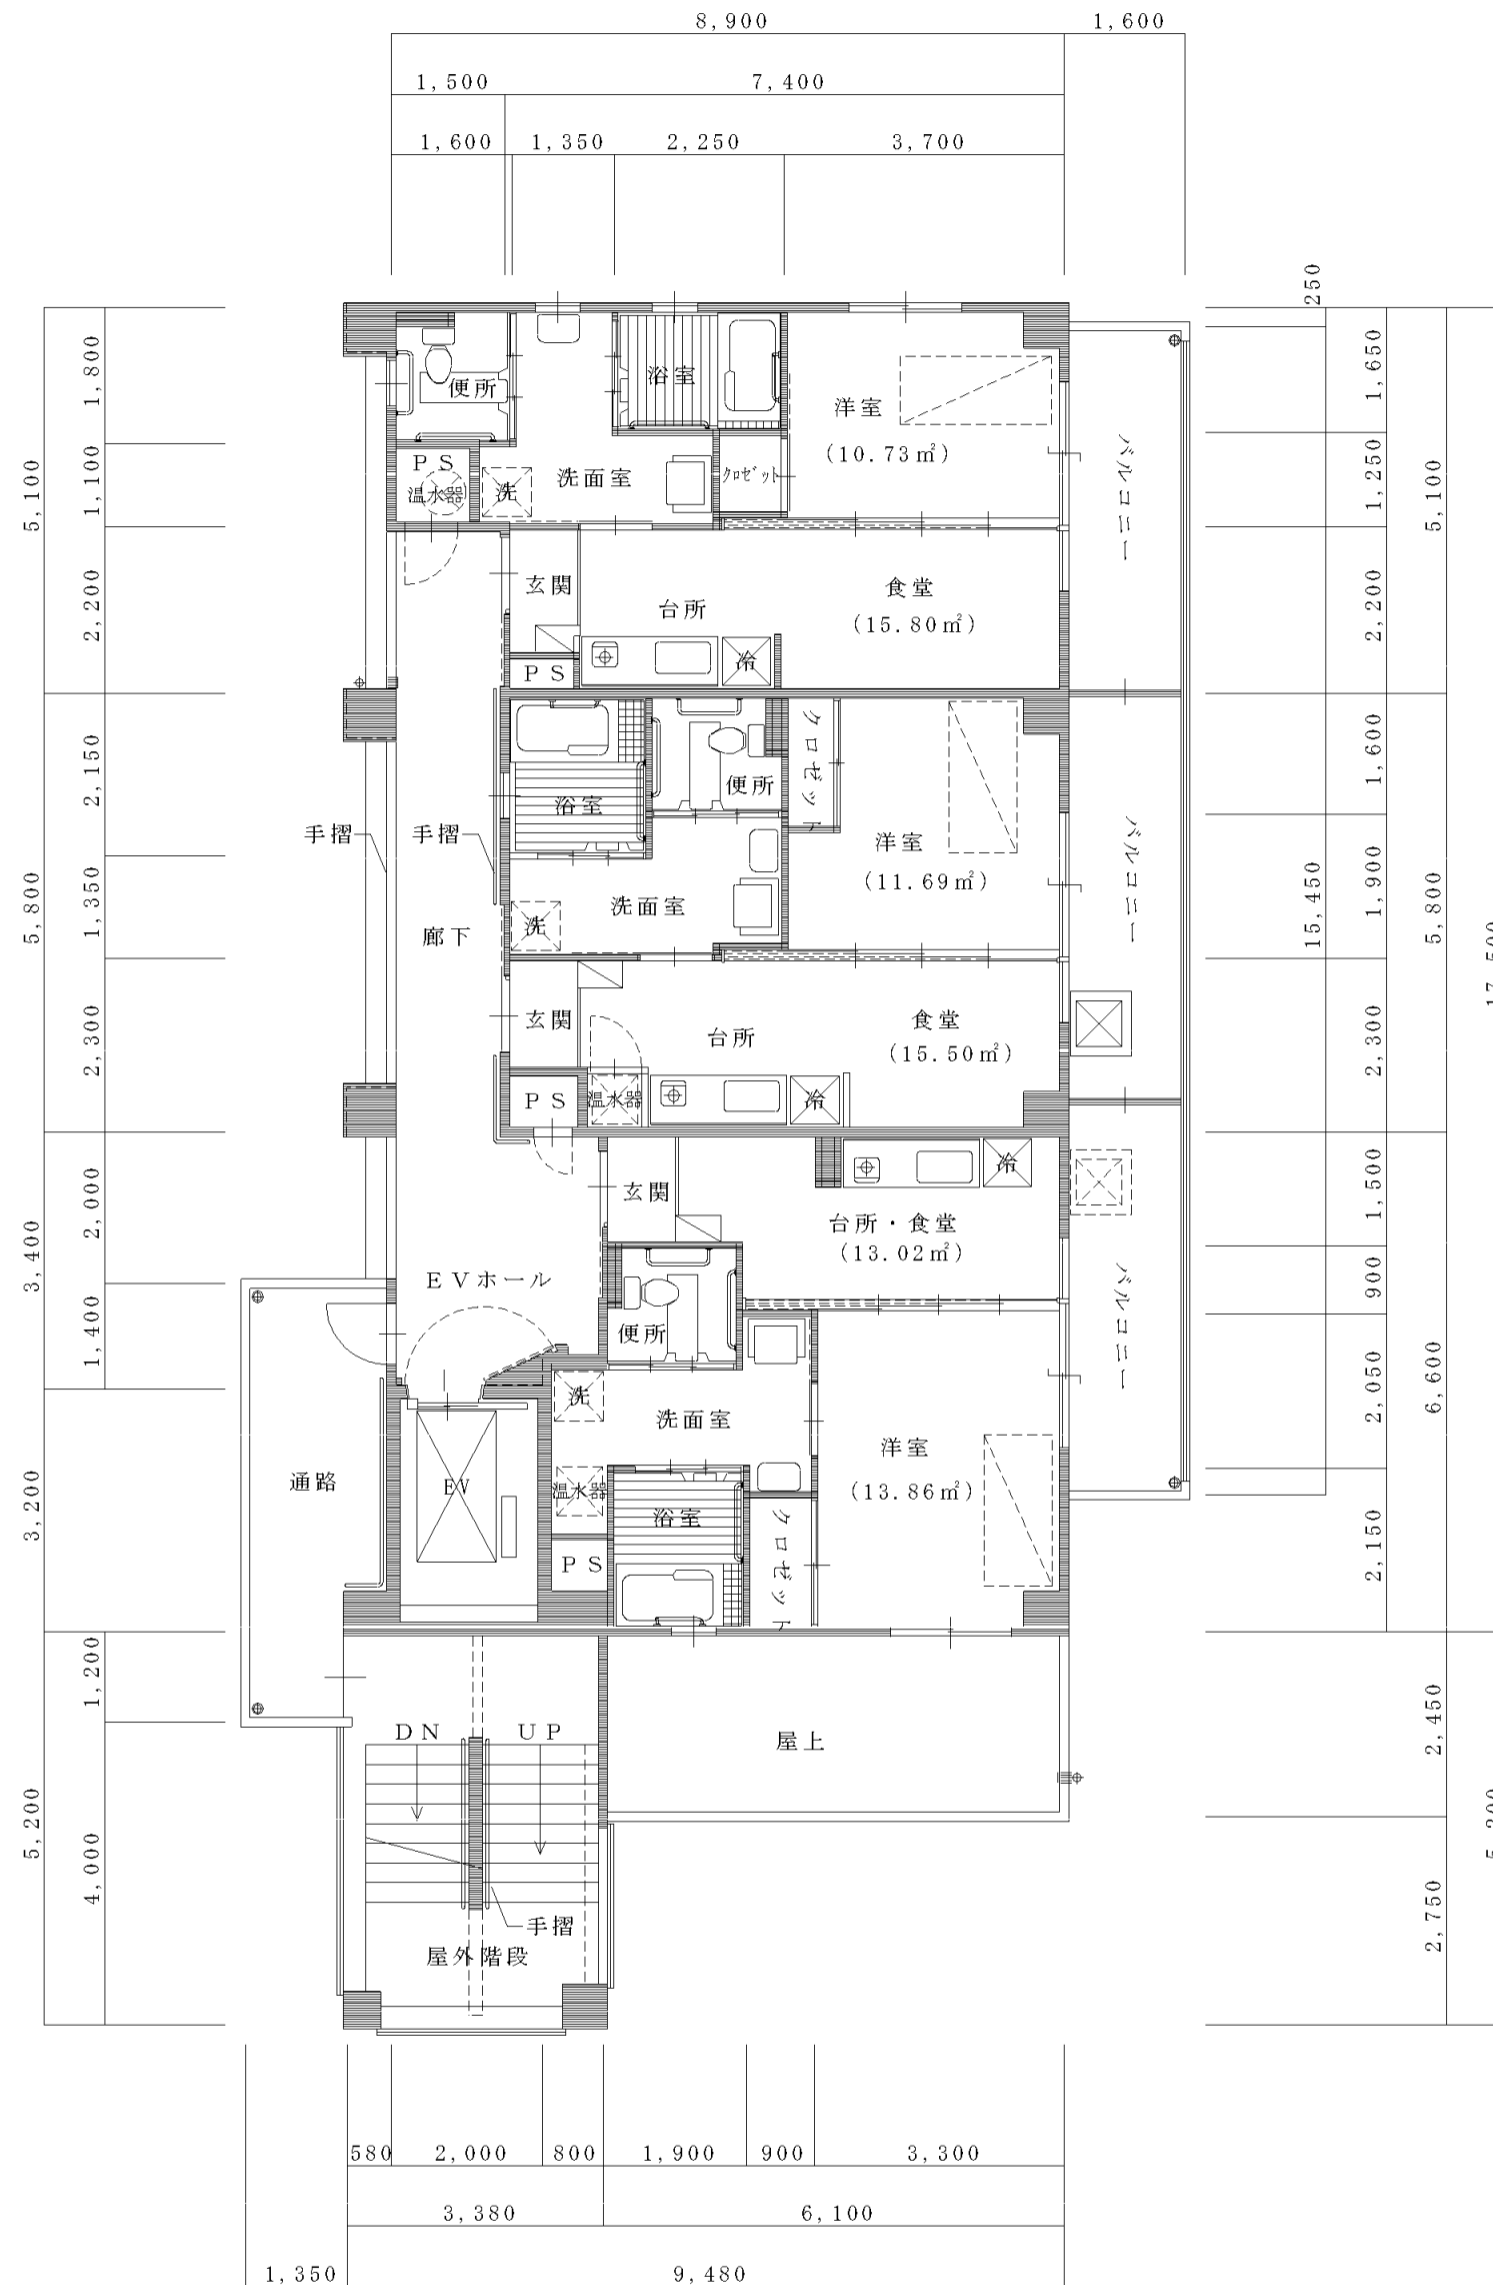 8,900
1,600
1,500
7,400
1,600
1,350
2,250
3,700
250
1,800
1,100
5,100
2,200
2,150
1,350
5,800
2,300
2,000
3,400
1,400
3,200
1,200
5,200
4,000
便所
浴室
洋室
(10.73㎡)
バルコニー
PS
温水器
洗
洗面室
クロゼット
玄関
台所
食堂
(15.80㎡)
冷
PS
浴室
便所
クロゼット
洋室
(11.69㎡)
バルコニー
手摺
手摺
廊下
洗
洗面室
玄関
台所
食堂
(15.50㎡)
PS
温水器
冷
玄関
冷
台所・食堂
(13.02㎡)
EVホール
便所
バルコニー
洗
洗面室
洋室
(13.86㎡)
通路
EV
温水器
浴室
クロゼット
PS
DN
UP
屋上
手摺
屋外階段
1,650
1,250
5,100
2,200
1,600
15,450
1,900
5,800
2,300
1,500
900
6,600
2,050
2,150
2,450
2,750
580
2,000
800
1,900
900
3,300
3,380
6,100
1,350
9,480